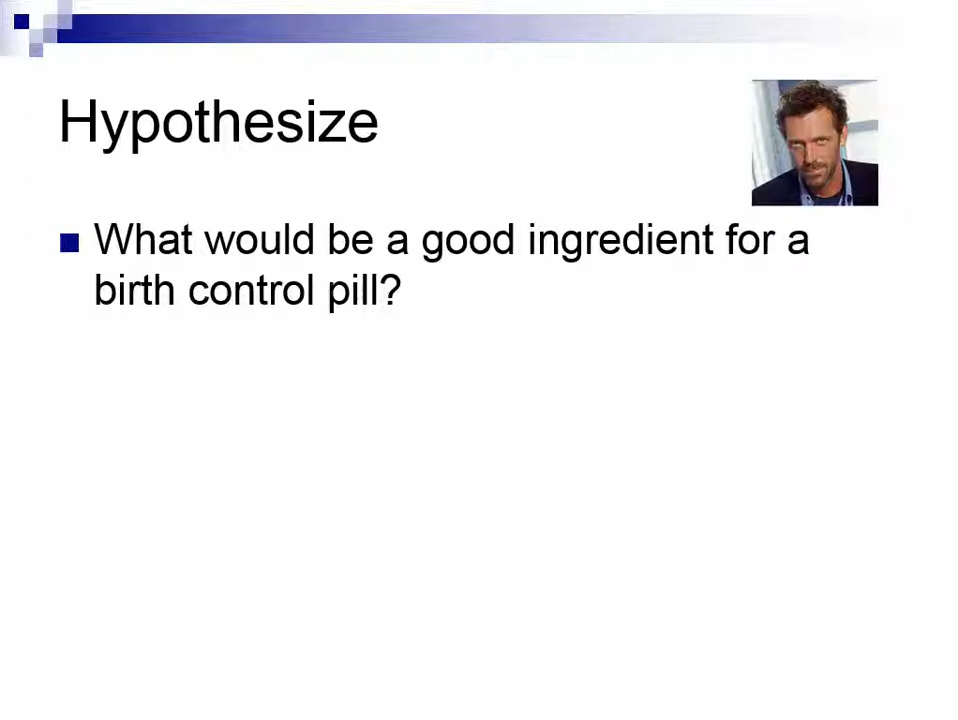 Hypothesize
What would be a good ingredient for a
birth control pill?